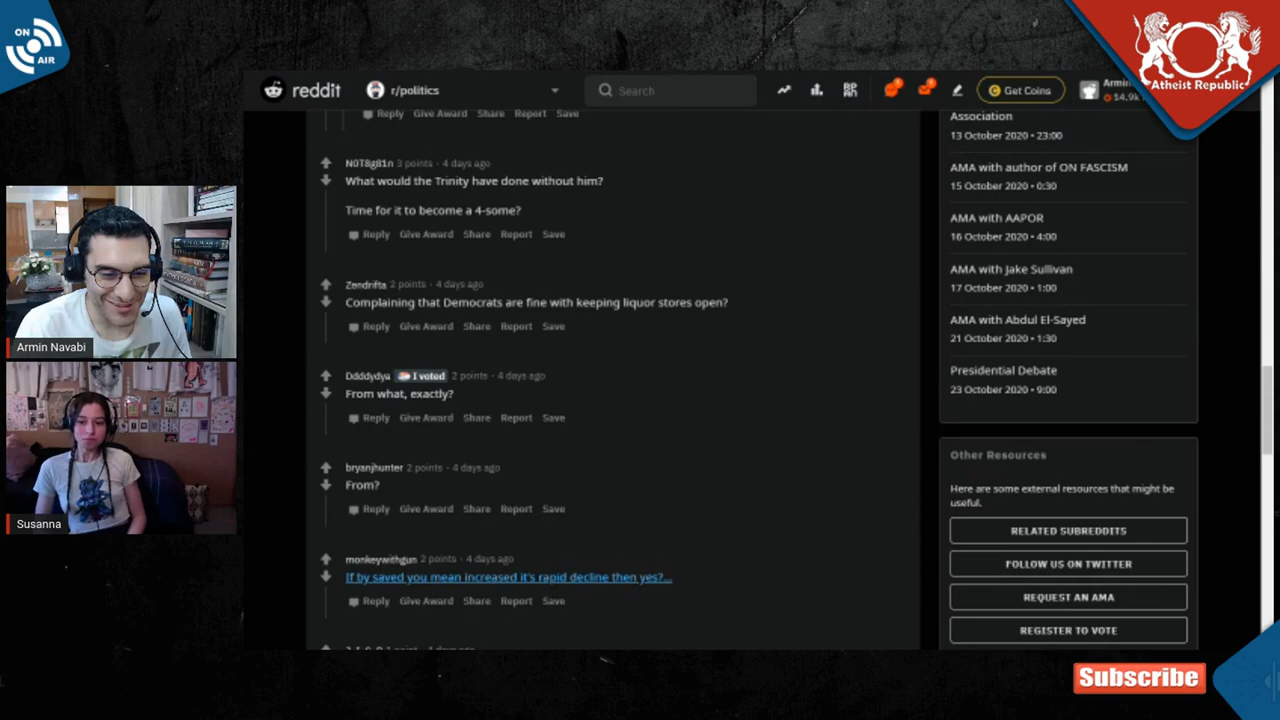 ON
AIR
reddit
r/politics
Search
Get Coins
Armin
Atheist Republic
Reply Give Award Share Report Save
N0T8g81n 3 points · 4 days ago
What would the Trinity have done without him?
Time for it to become a 4-some?
Reply Give Award Share Report Save
Zendrifta 2 points · 4 days ago
Complaining that Democrats are fine with keeping liquor stores open?
Reply Give Award Share Report Save
Ddddydya I voted 2 points · 4 days ago
From what, exactly?
Reply Give Award Share Report Save
bryanjhunter 2 points · 4 days ago
From?
Reply Give Award Share Report Save
monkeywithgun 2 points · 4 days ago
If by saved you mean increased it's rapid decline then yes?...
Reply Give Award Share Report Save
Association
13 October 2020 • 23:00
AMA with author of ON FASCISM
15 October 2020 • 0:30
AMA with AAPOR
16 October 2020 • 4:00
AMA with Jake Sullivan
17 October 2020 • 1:00
AMA with Abdul El-Sayed
21 October 2020 • 1:30
Presidential Debate
23 October 2020 • 9:00
Other Resources
Here are some external resources that might be
useful.
RELATED SUBREDDITS
FOLLOW US ON TWITTER
REQUEST AN AMA
REGISTER TO VOTE
Armin Navabi
Susanna
Subscribe